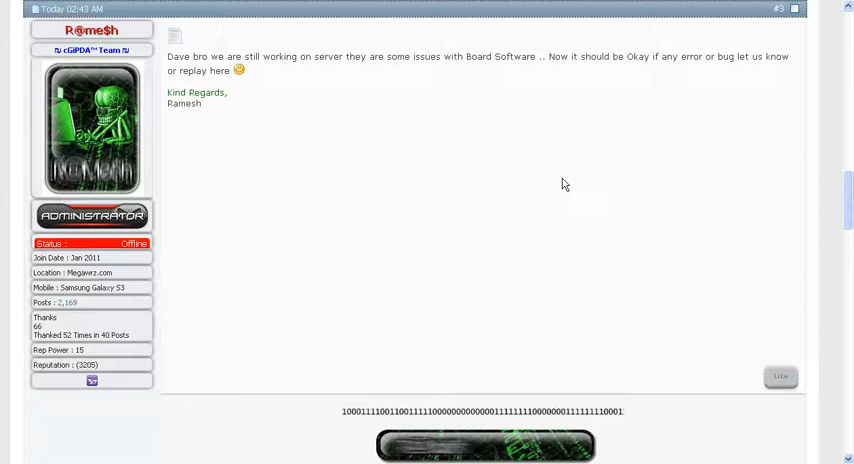 Today 02:43 AM
#3
R@me$h
₪ cGiPDA™Team ₪
R@Me$h
ADMINISTRATOR
Status : Offline
Join Date : Jan 2011
Location : Megawrz.com
Mobile : Samsung Galaxy S3
Posts : 2,169
Thanks
66
Thanked 52 Times in 40 Posts
Rep Power : 15
Reputation : (3205)
Dave bro we are still working on server they are some issues with Board Software .. Now it should be Okay if any error or bug let us know
or replay here
Kind Regards,
Ramesh
Like